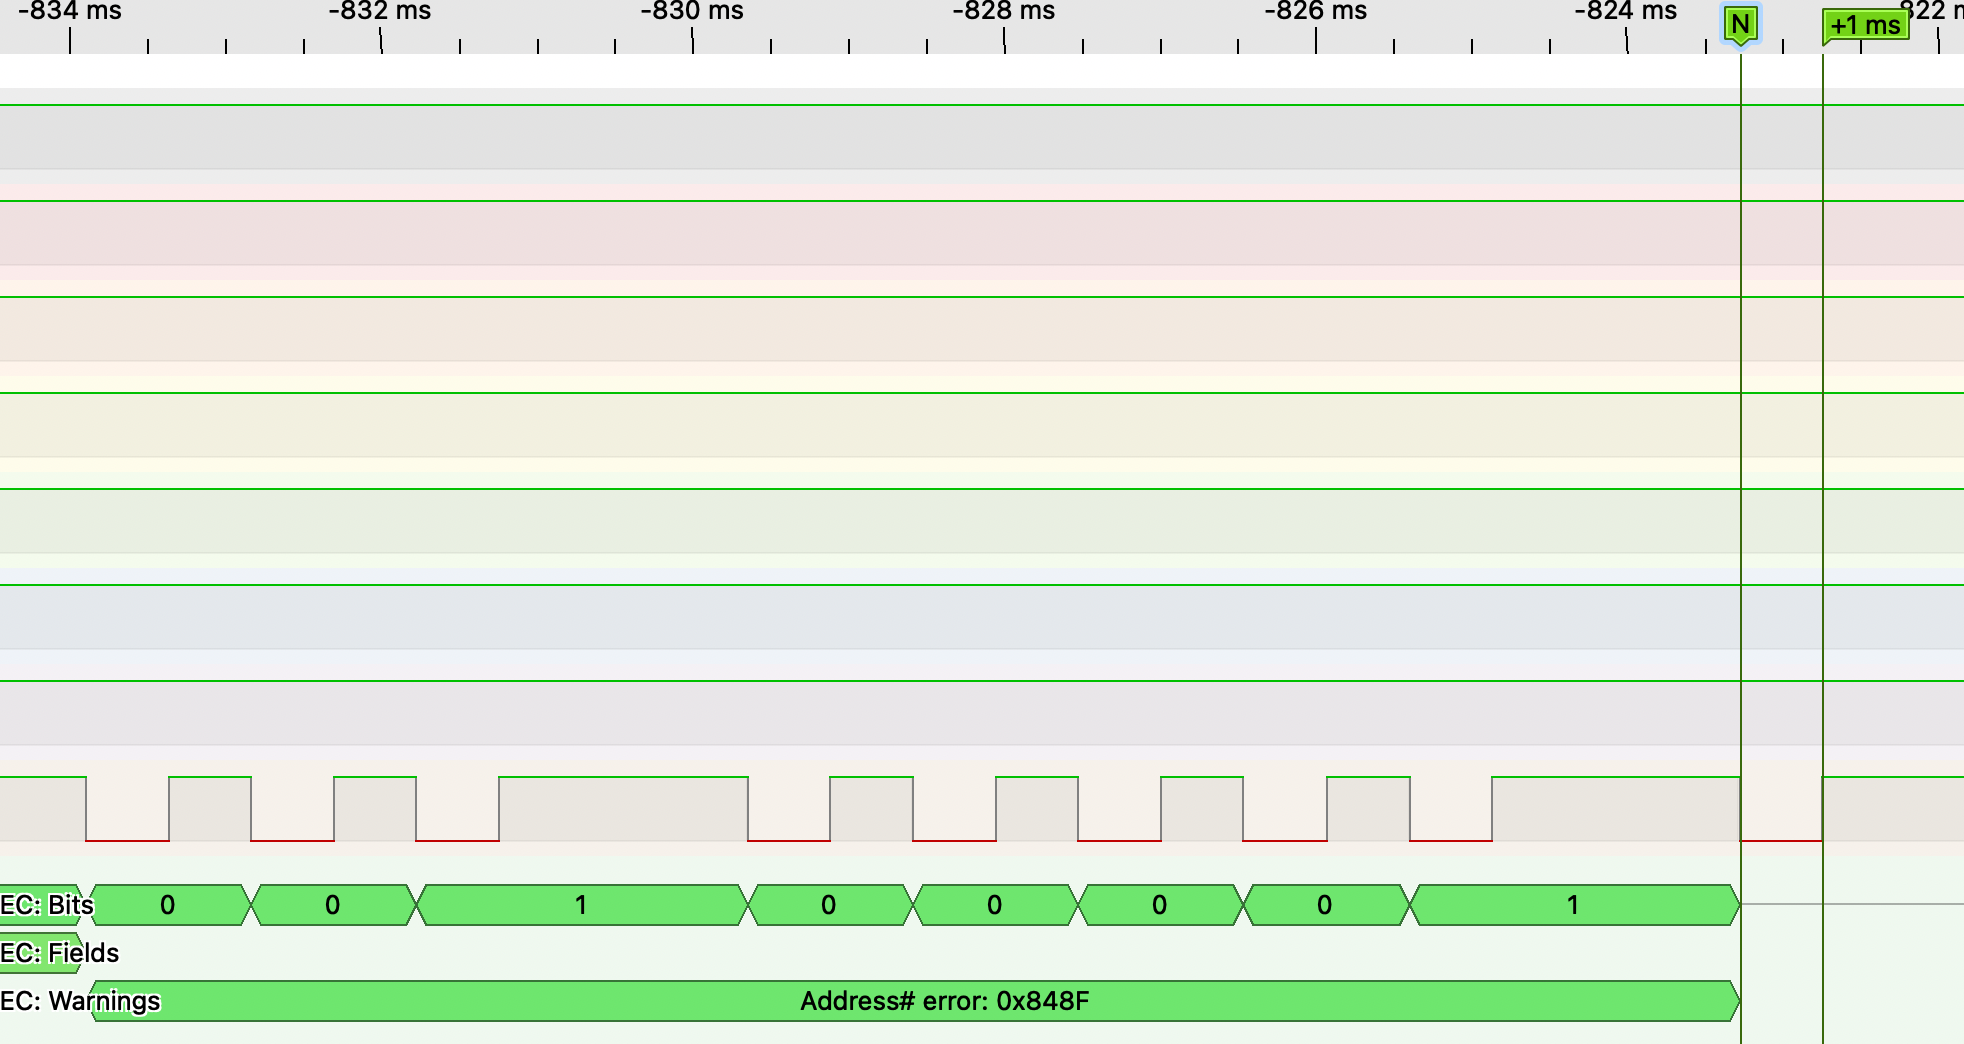 -834 ms -832 ms -830 ms -828 ms -826 ms -824 ms N +1 ms 822 m
EC: Bits 0 0 1 0 0 0 0 1
EC: Fields
EC: Warnings Address# error: 0x848F